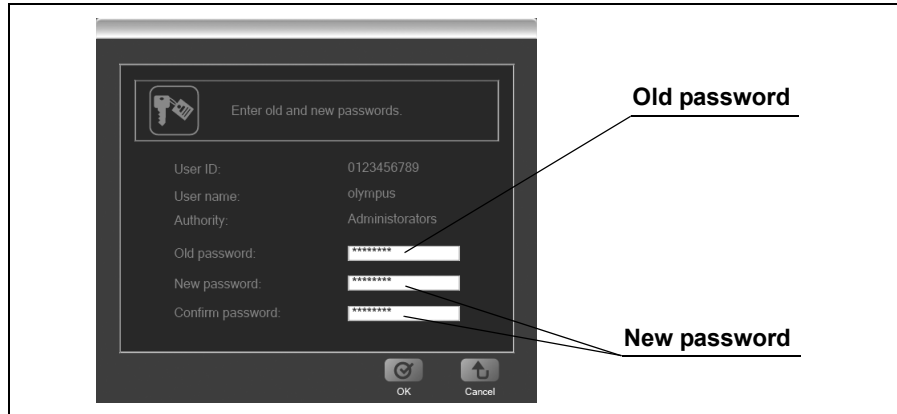 Enter old and new passwords.
Old password
User ID: 0123456789
User name: olympus
Authority: Administorators
Old password: ********
New password: ********
Confirm password: ********
New password
OK Cancel